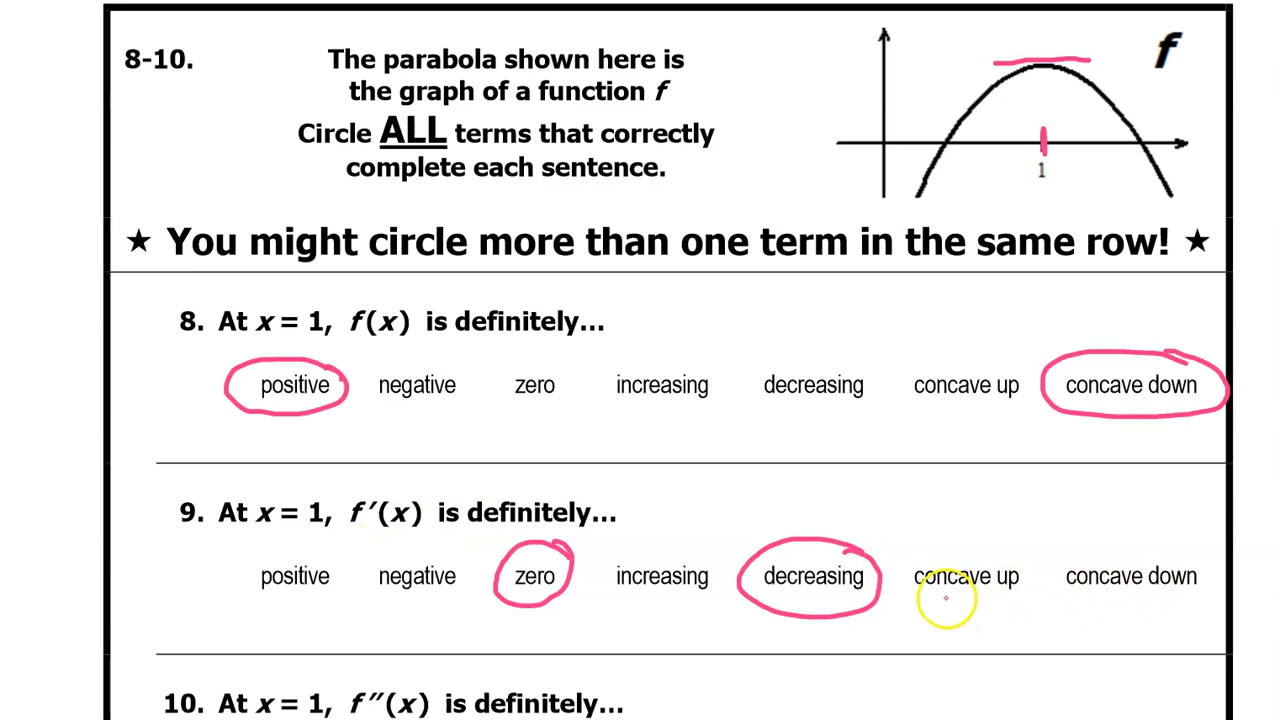 8-10.
The parabola shown here is
the graph of a function f
Circle ALL terms that correctly
complete each sentence.
f
1
★ You might circle more than one term in the same row! ★
8. At x = 1, f(x) is definitely...
positive negative zero increasing decreasing concave up concave down
9. At x = 1, f′(x) is definitely...
positive negative zero increasing decreasing concave up concave down
10. At x = 1, f″(x) is definitely...